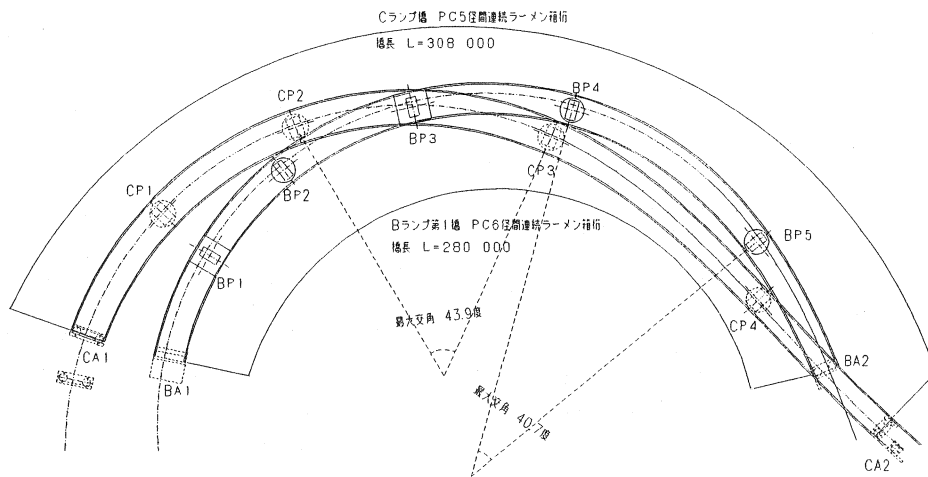 Cランプ橋 PC5径間連続ラーメン箱桁
橋長 L=308 000
CP2
BP4
BP3
CP3
CP1
BP2
Bランプ第1橋 PC6径間連続ラーメン箱桁
橋長 L=280 000
BP5
BP1
CP4
最大交角 43.9度
CA1
BA1
BA2
最大交角 40.7度
CA2